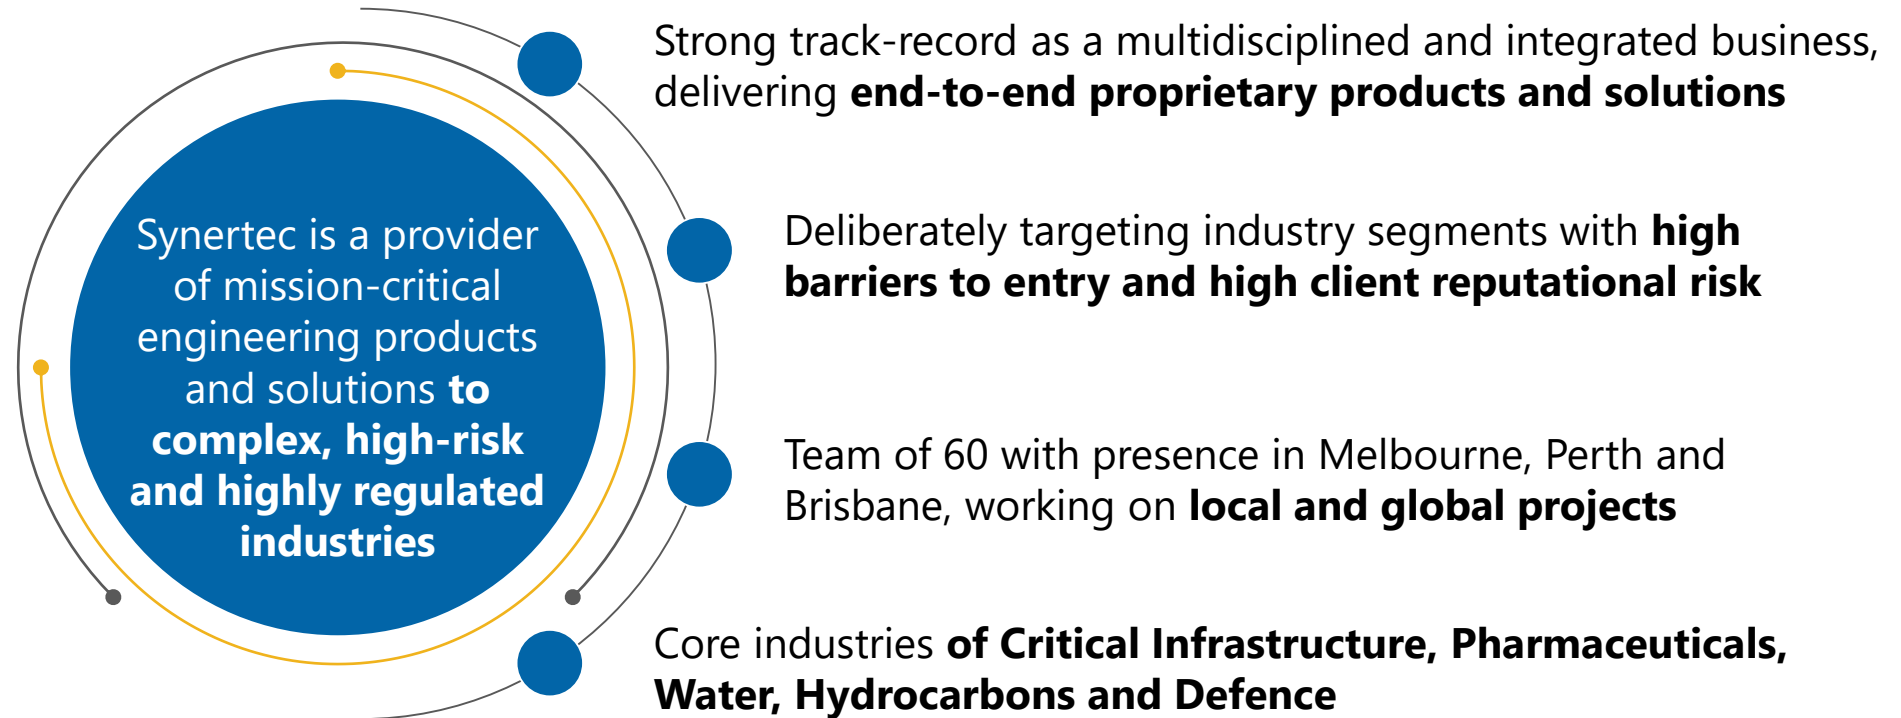 Synertec is a provider
of mission-critical
engineering products
and solutions to
complex, high-risk
and highly regulated
industries
Strong track-record as a multidisciplined and integrated business,
delivering end-to-end proprietary products and solutions
Deliberately targeting industry segments with high
barriers to entry and high client reputational risk
Team of 60 with presence in Melbourne, Perth and
Brisbane, working on local and global projects
Core industries of Critical Infrastructure, Pharmaceuticals,
Water, Hydrocarbons and Defence